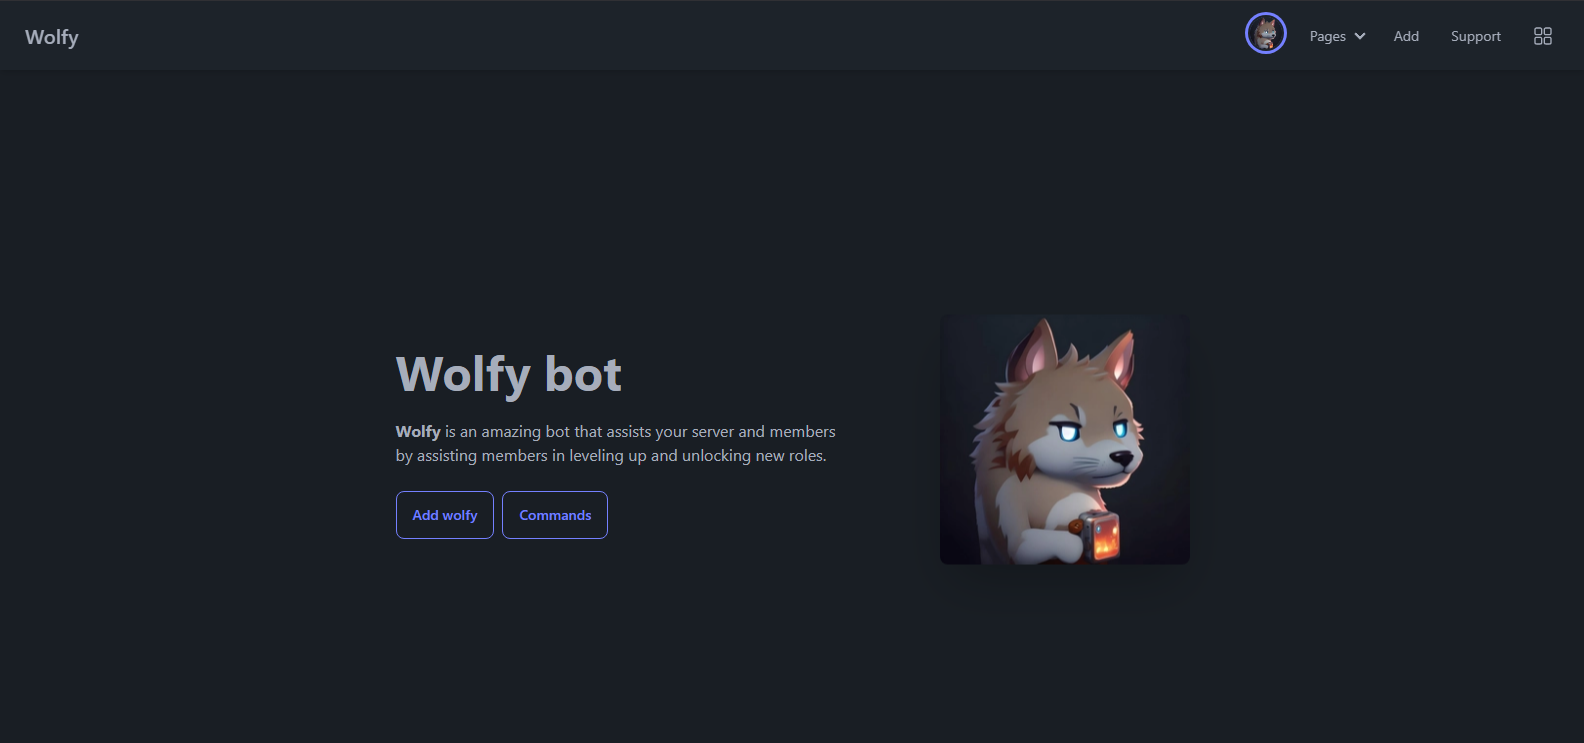 Wolfy
Pages
Add
Support
Wolfy bot
Wolfy is an amazing bot that assists your server and members
by assisting members in leveling up and unlocking new roles.
Add wolfy
Commands